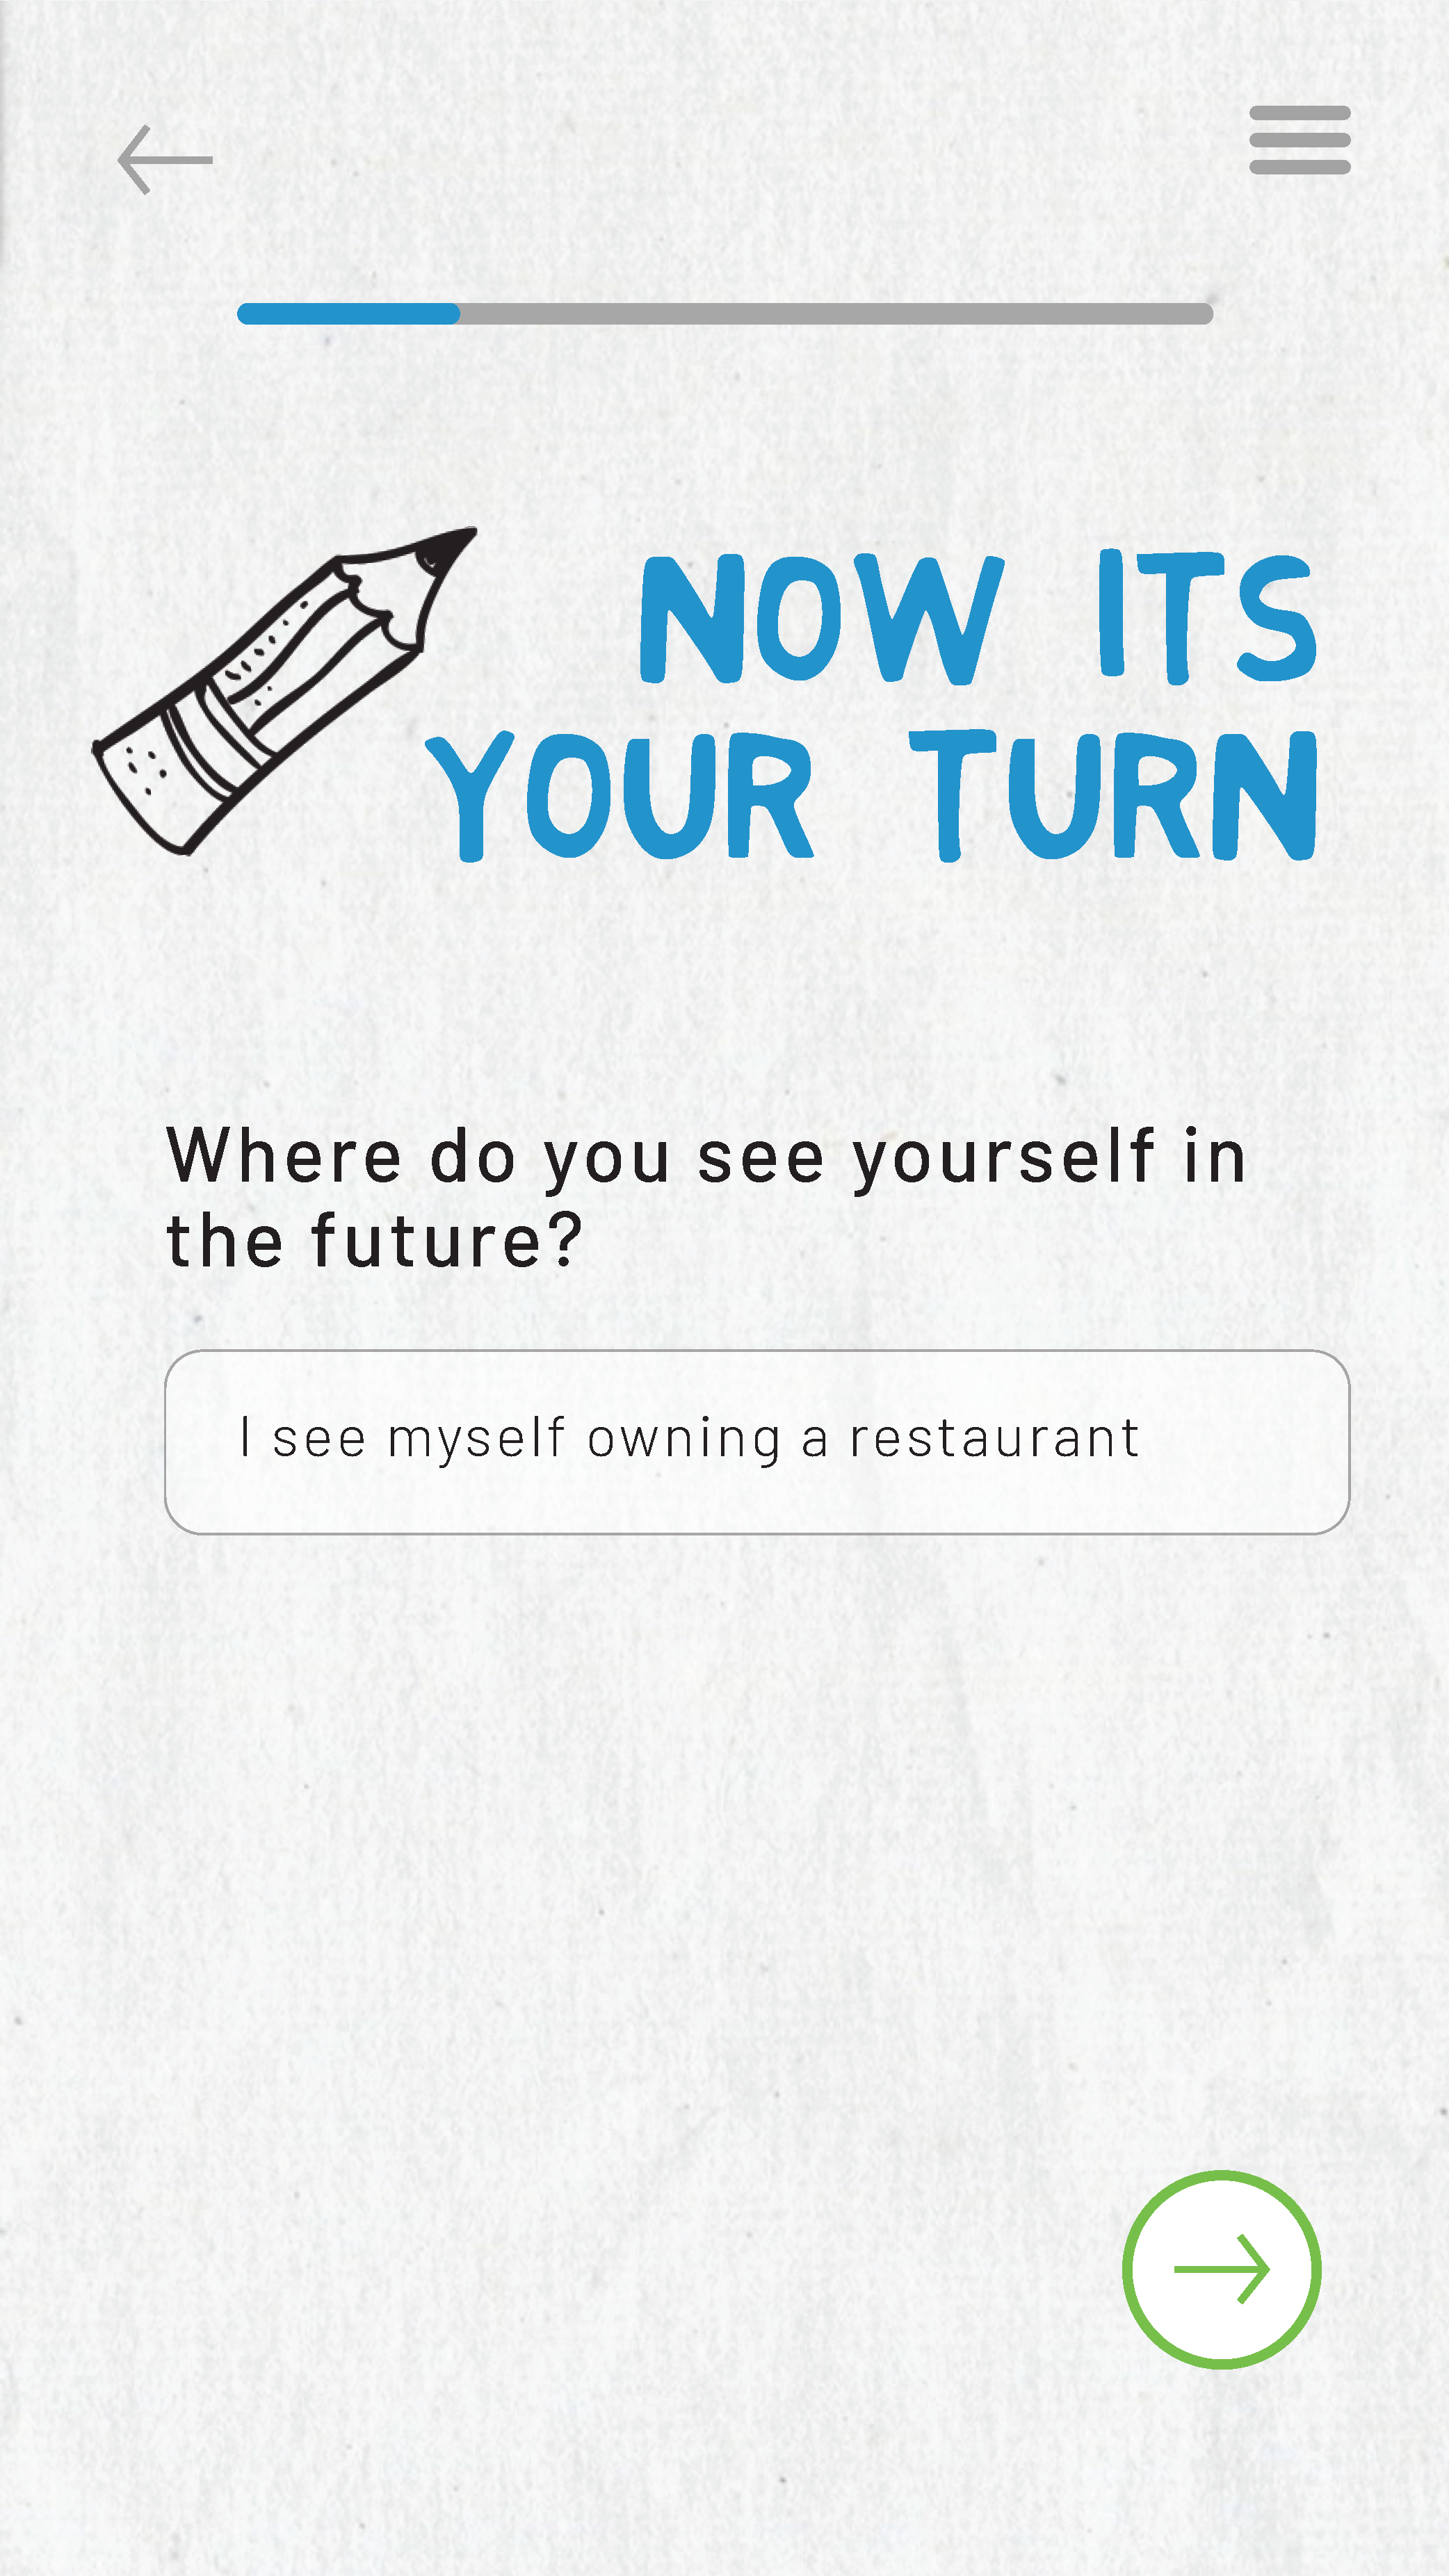 NOW ITS
YOUR TURN
Where do you see yourself in
the future?
I see myself owning a restaurant